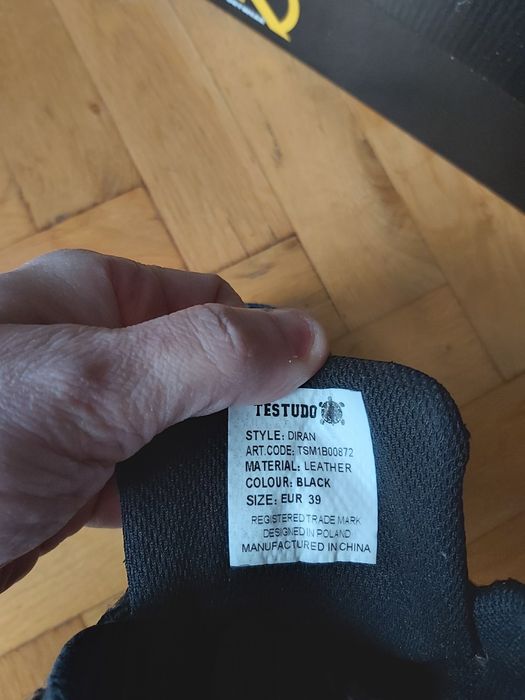 TESTUDO
STYLE: DIRAN
ART.CODE: TSM1B00872
MATERIAL: LEATHER
COLOUR: BLACK
SIZE: EUR 39
REGISTERED TRADE MARK
DESIGNED IN POLAND
MANUFACTURED IN CHINA